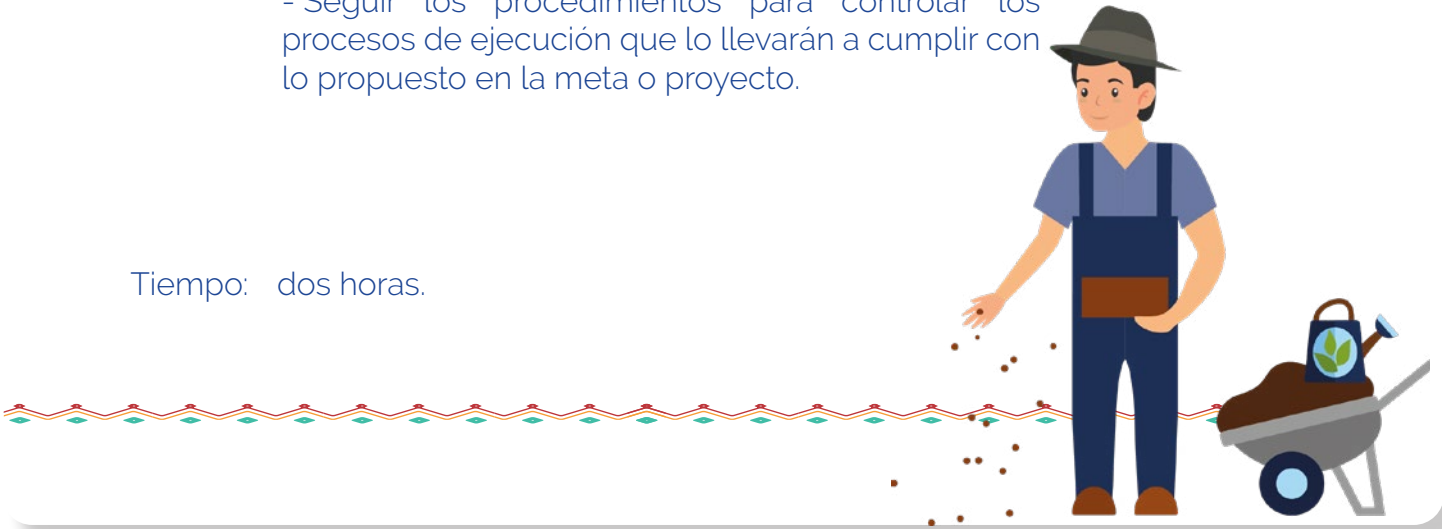 - Seguir los procedimientos para controlar los
procesos de ejecución que lo llevarán a cumplir con
lo propuesto en la meta o proyecto.
Tiempo: dos horas.